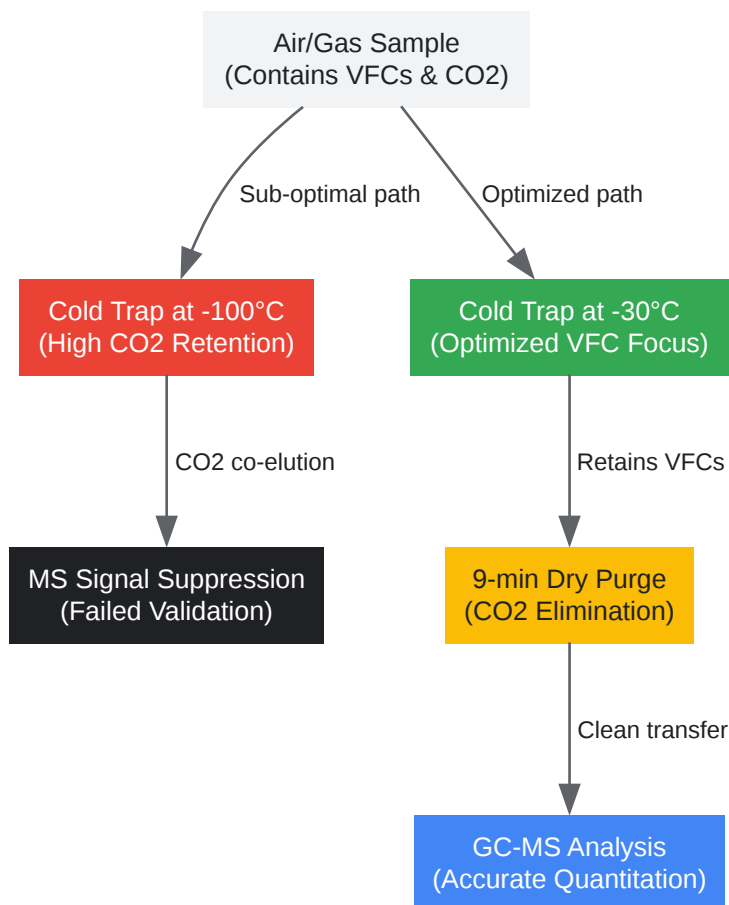 Air/Gas Sample
(Contains VFCs & CO2)
Sub-optimal path
Optimized path
Cold Trap at -100°C
(High CO2 Retention)
Cold Trap at -30°C
(Optimized VFC Focus)
CO2 co-elution
Retains VFCs
MS Signal Suppression
(Failed Validation)
9-min Dry Purge
(CO2 Elimination)
Clean transfer
GC-MS Analysis
(Accurate Quantitation)